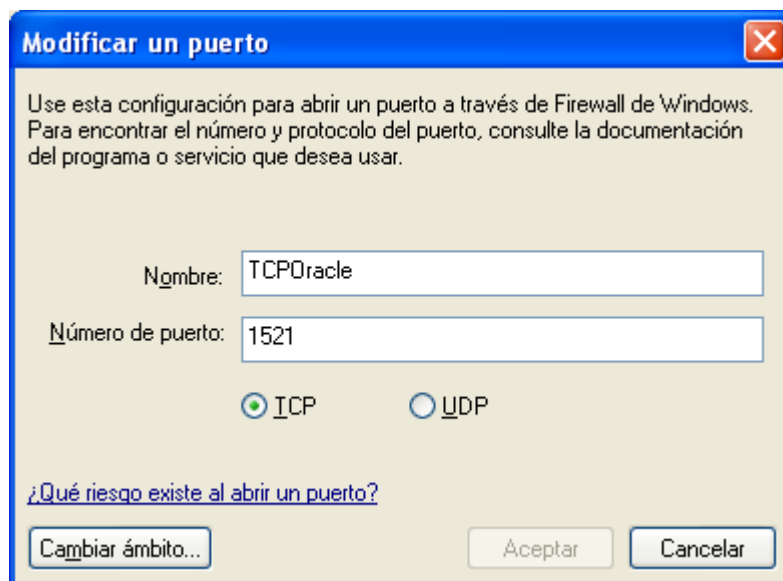 Modificar un puerto
Use esta configuración para abrir un puerto a través de Firewall de Windows.
Para encontrar el número y protocolo del puerto, consulte la documentación
del programa o servicio que desea usar.
Nombre: TCPOracle
Número de puerto: 1521
TCP UDP
¿Qué riesgo existe al abrir un puerto?
Cambiar ámbito... Aceptar Cancelar